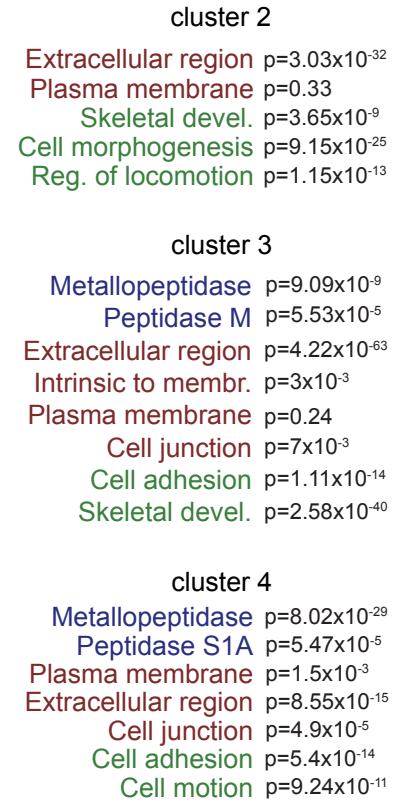 cluster 2
Extracellular region p=3.03x10⁻³²
Plasma membrane p=0.33
Skeletal devel. p=3.65x10⁻⁹
Cell morphogenesis p=9.15x10⁻²⁵
Reg. of locomotion p=1.15x10⁻¹³
cluster 3
Metallopeptidase p=9.09x10⁻⁹
Peptidase M p=5.53x10⁻⁵
Extracellular region p=4.22x10⁻⁶³
Intrinsic to membr. p=3x10⁻³
Plasma membrane p=0.24
Cell junction p=7x10⁻³
Cell adhesion p=1.11x10⁻¹⁴
Skeletal devel. p=2.58x10⁻⁴⁰
cluster 4
Metallopeptidase p=8.02x10⁻²⁹
Peptidase S1A p=5.47x10⁻⁵
Plasma membrane p=1.5x10⁻³
Extracellular region p=8.55x10⁻¹⁵
Cell junction p=4.9x10⁻⁵
Cell adhesion p=5.4x10⁻¹⁴
Cell motion p=9.24x10⁻¹¹